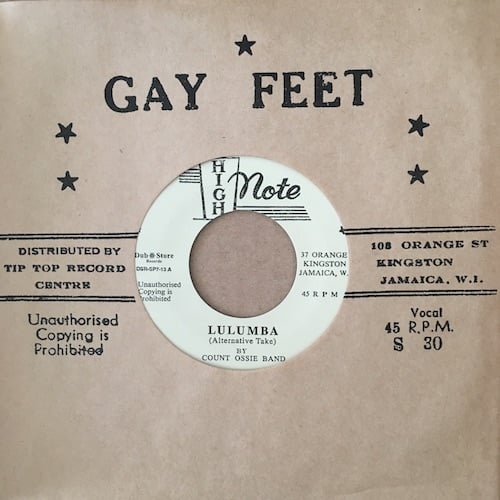 GAY FEET
HIGH Note
DISTRIBUTED BY
TIP TOP RECORD
CENTRE
Unauthorised
Copying is
Prohibited
Dub Store
Records
DSR-SP7-13 A
Unauthorised
Copying is
Prohibited
37 ORANGE
KINGSTON
JAMAICA, W.
45 R P M
LULUMBA
(Alternative Take)
BY
COUNT OSSIE BAND
108 ORANGE ST
KINGSTON
JAMAICA, W.I.
Vocal
45 R.P.M.
S 30